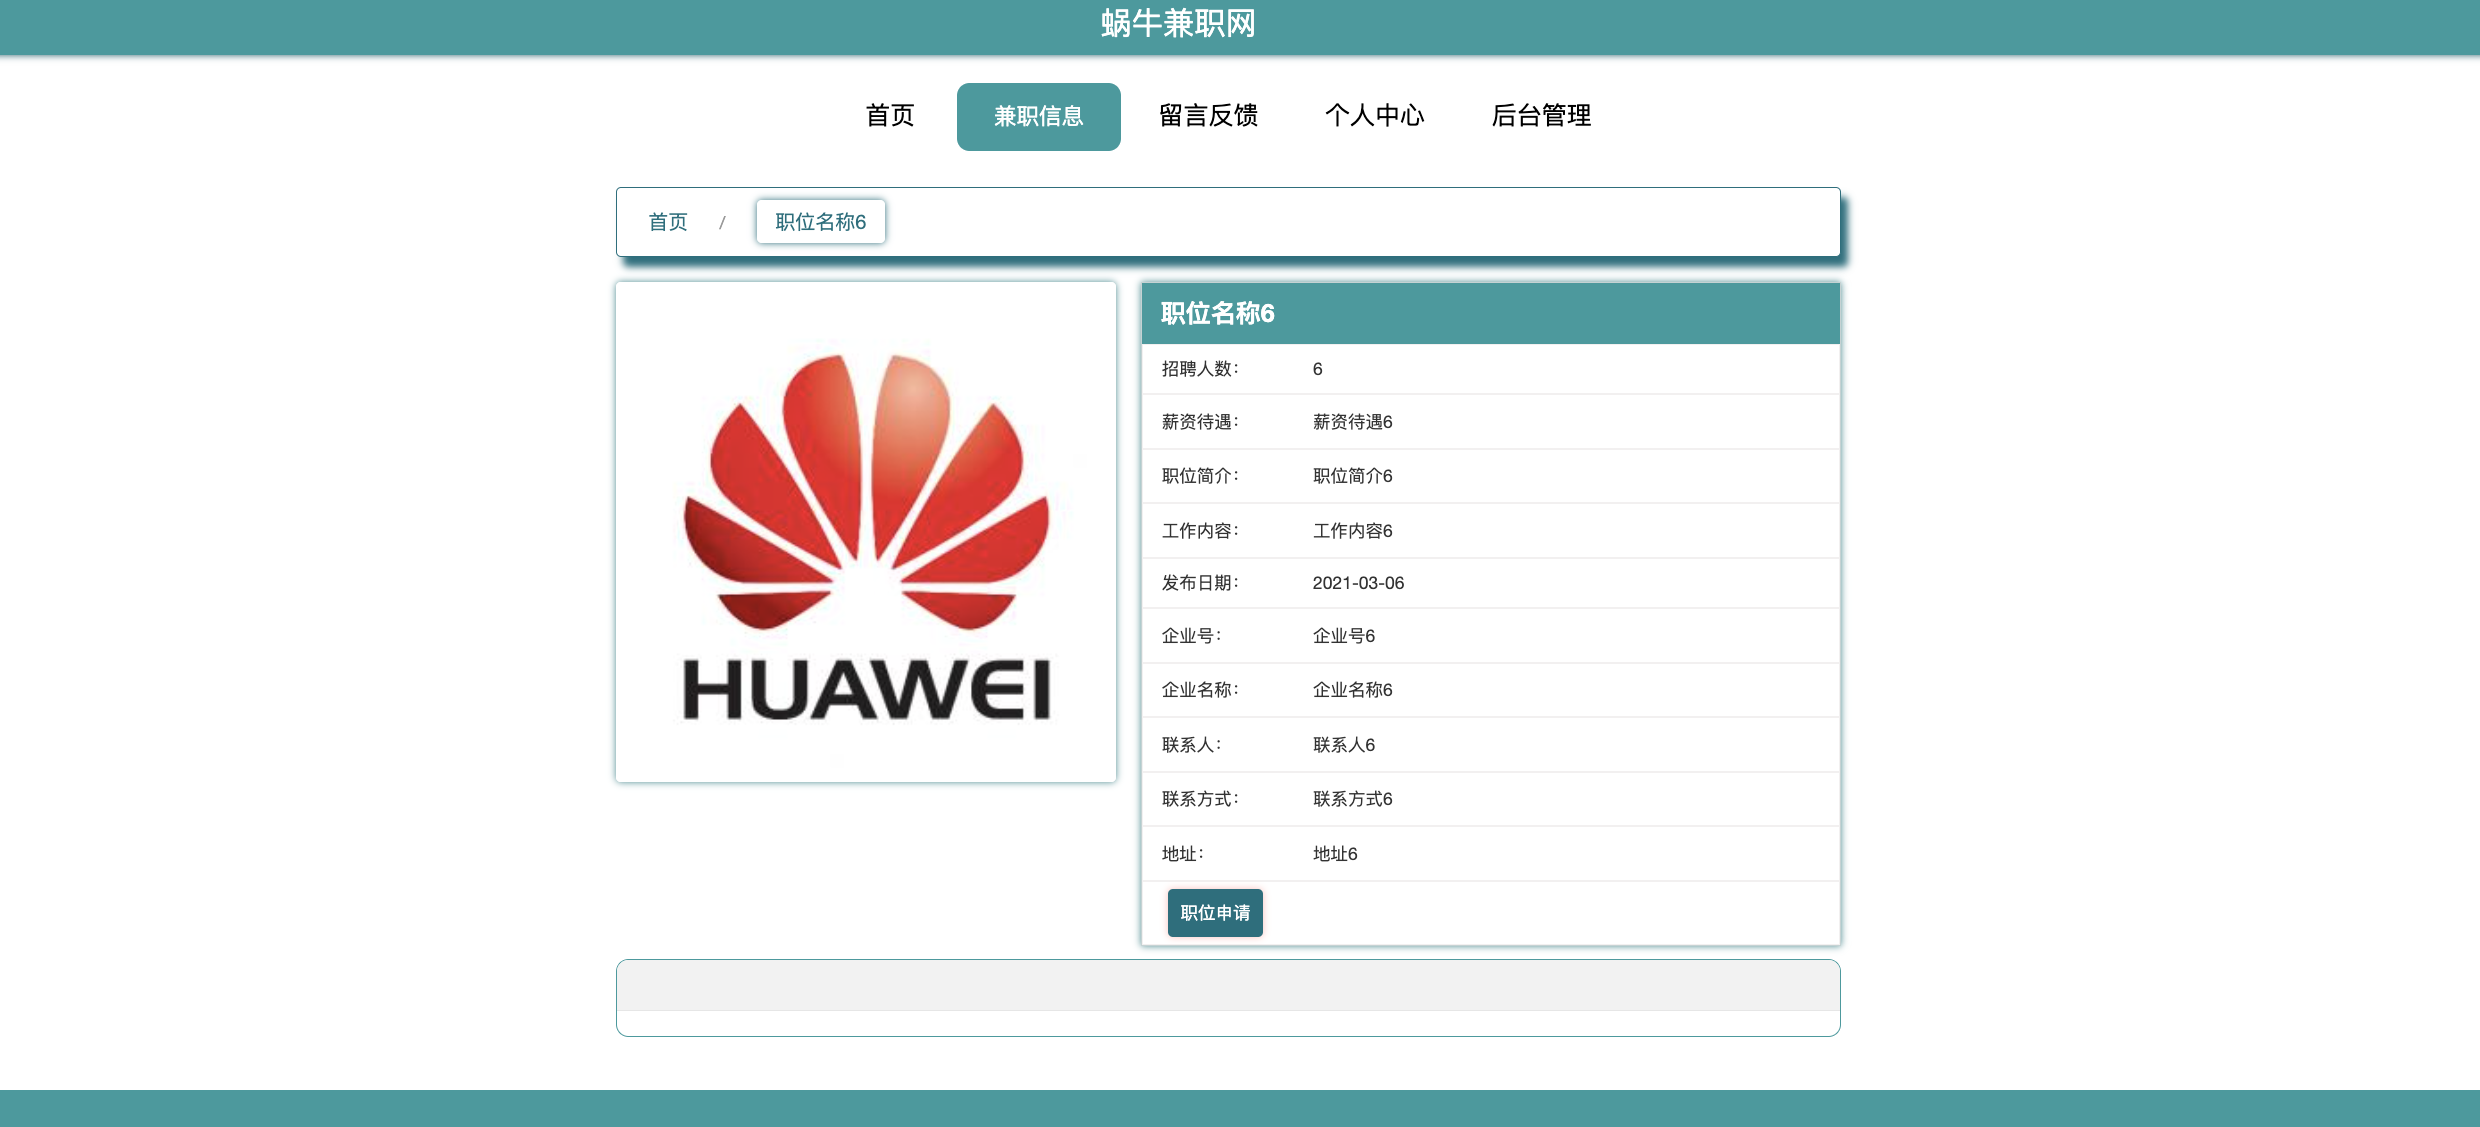 蜗牛兼职网
首页 兼职信息 留言反馈 个人中心 后台管理
首页 / 职位名称6
HUAWEI
职位名称6
招聘人数： 6
薪资待遇： 薪资待遇6
职位简介： 职位简介6
工作内容： 工作内容6
发布日期： 2021-03-06
企业号： 企业号6
企业名称： 企业名称6
联系人： 联系人6
联系方式： 联系方式6
地址： 地址6
职位申请